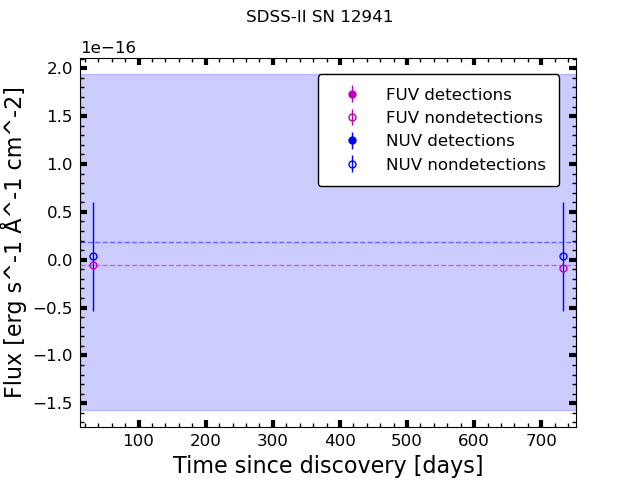 SDSS-II SN 12941
1e−16
2.0
1.5
1.0
0.5
0.0
−0.5
−1.0
−1.5
Flux [erg s^-1 Å^-1 cm^-2]
FUV detections
FUV nondetections
NUV detections
NUV nondetections
100 200 300 400 500 600 700
Time since discovery [days]